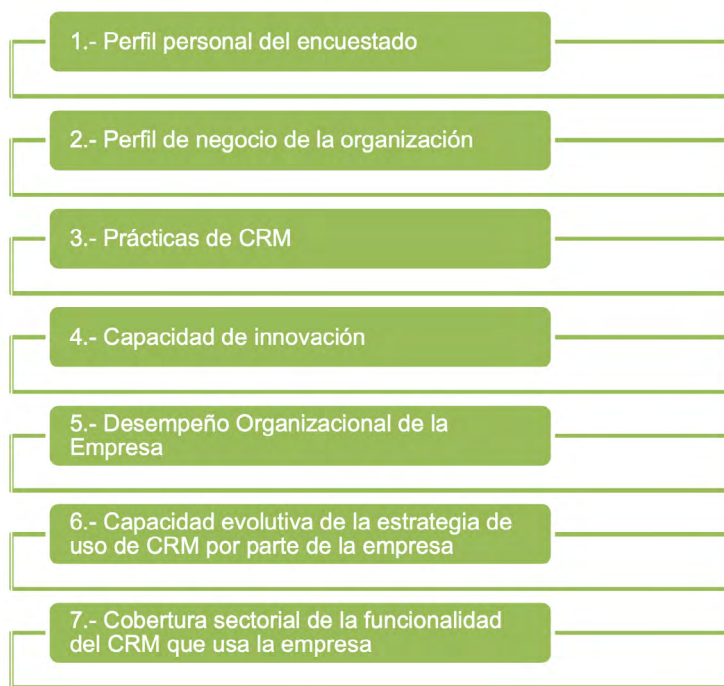 1.- Perfil personal del encuestado
2.- Perfil de negocio de la organización
3.- Prácticas de CRM
4.- Capacidad de innovación
5.- Desempeño Organizacional de la
Empresa
6.- Capacidad evolutiva de la estrategia de
uso de CRM por parte de la empresa
7.- Cobertura sectorial de la funcionalidad
del CRM que usa la empresa